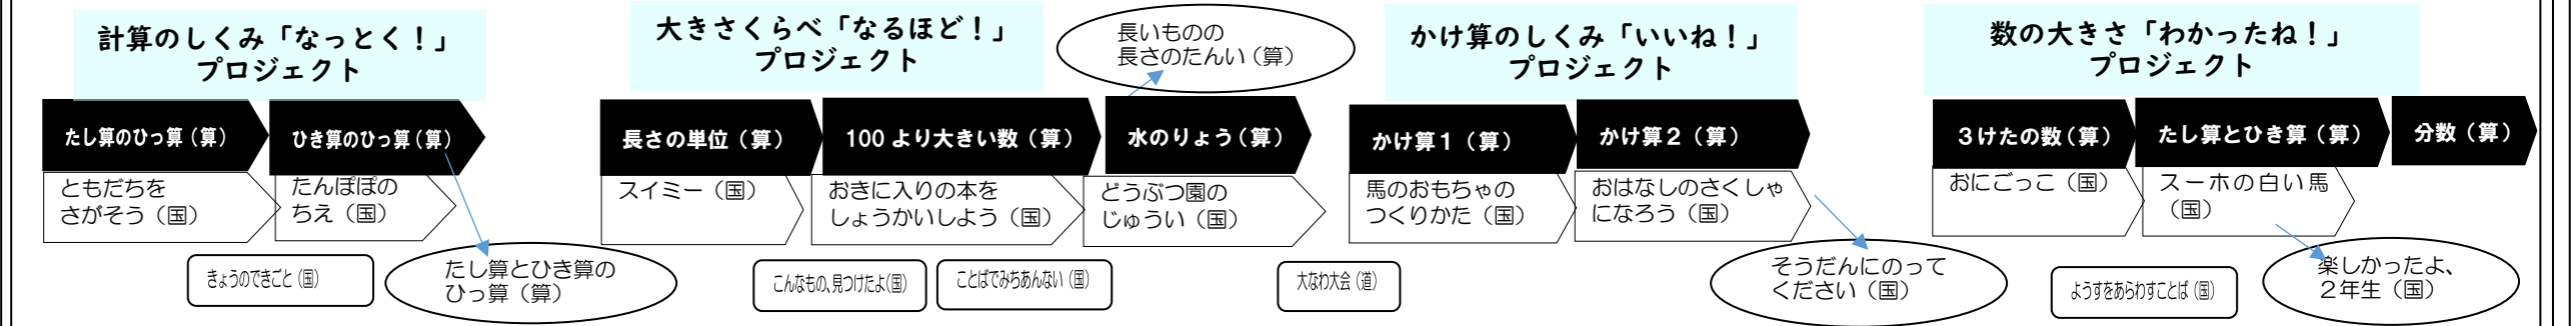 計算のしくみ「なっとく！」
プロジェクト
たし算のひっ算（算）
ひき算のひっ算（算）
ともだちを
さがそう（国）
たんぽぽの
ちえ（国）
きょうのできごと（国）
たし算とひき算の
ひっ算（算）
大きさくらべ「なるほど！」
プロジェクト
長いものの
長さのたんい（算）
長さの単位（算）
100より大きい数（算）
水のりょう（算）
スイミー（国）
おきに入りの本を
しょうかいしよう（国）
どうぶつ園の
じゅうい（国）
こんなもの、見つけたよ（国）
ことばでみちあんない（国）
大なわ大会（道）
かけ算のしくみ「いいね！」
プロジェクト
かけ算１（算）
かけ算２（算）
馬のおもちゃの
つくりかた（国）
おはなしのさくしゃ
になろう（国）
そうだんにのって
ください（国）
数の大きさ「わかったね！」
プロジェクト
３けたの数（算）
たし算とひき算（算）
分数（算）
おにごっこ（国）
スーホの白い馬
（国）
ようすをあらわすことば（国）
楽しかったよ、
２年生（国）